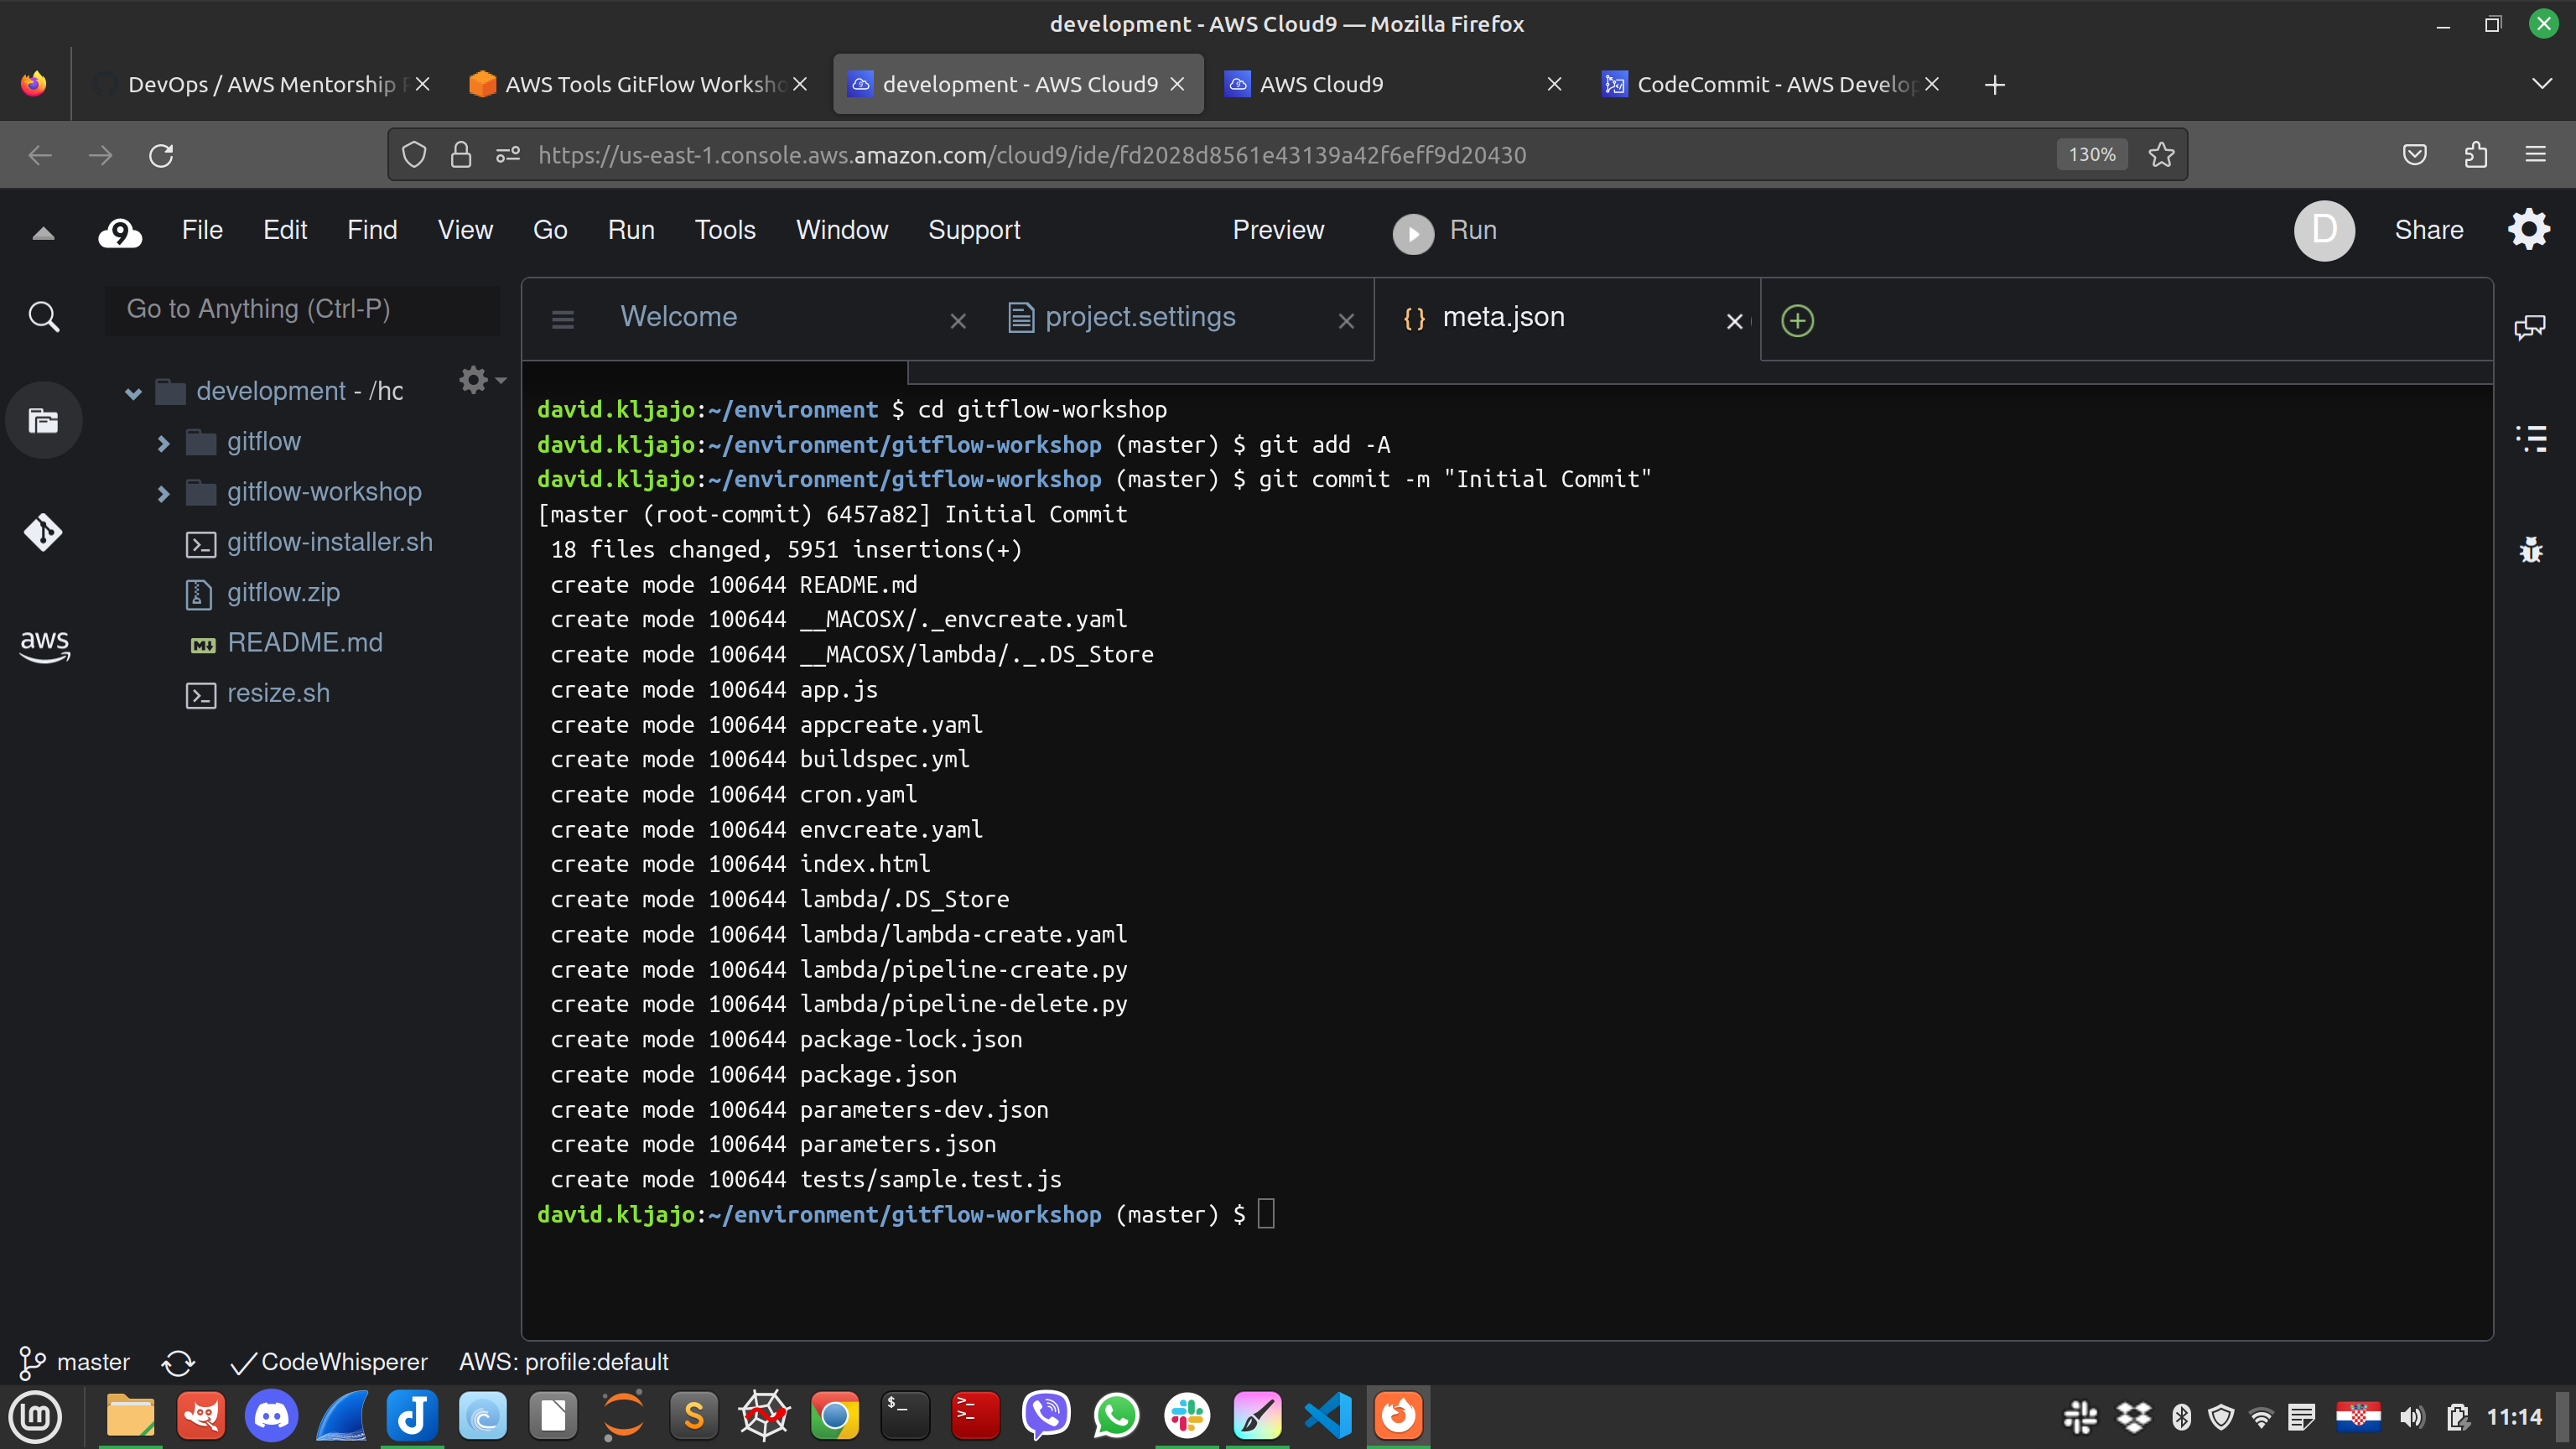 development - AWS Cloud9 — Mozilla Firefox
DevOps / AWS Mentorship
AWS Tools GitFlow Worksho
development - AWS Cloud9
AWS Cloud9
CodeCommit - AWS Develop
https://us-east-1.console.aws.amazon.com/cloud9/ide/fd2028d8561e43139a42f6eff9d20430
130%
9 File Edit Find View Go Run Tools Window Support Preview Run D Share
Go to Anything (Ctrl-P)
Welcome
project.settings
{ } meta.json
development - /hc
gitflow
gitflow-workshop
gitflow-installer.sh
gitflow.zip
README.md
resize.sh
aws
david.kljajo:~/environment $ cd gitflow-workshop
david.kljajo:~/environment/gitflow-workshop (master) $ git add -A
david.kljajo:~/environment/gitflow-workshop (master) $ git commit -m "Initial Commit"
[master (root-commit) 6457a82] Initial Commit
18 files changed, 5951 insertions(+)
create mode 100644 README.md
create mode 100644 __MACOSX/._envcreate.yaml
create mode 100644 __MACOSX/lambda/._.DS_Store
create mode 100644 app.js
create mode 100644 appcreate.yaml
create mode 100644 buildspec.yml
create mode 100644 cron.yaml
create mode 100644 envcreate.yaml
create mode 100644 index.html
create mode 100644 lambda/.DS_Store
create mode 100644 lambda/lambda-create.yaml
create mode 100644 lambda/pipeline-create.py
create mode 100644 lambda/pipeline-delete.py
create mode 100644 package-lock.json
create mode 100644 package.json
create mode 100644 parameters-dev.json
create mode 100644 parameters.json
create mode 100644 tests/sample.test.js
david.kljajo:~/environment/gitflow-workshop (master) $
master
CodeWhisperer
AWS: profile:default
11:14